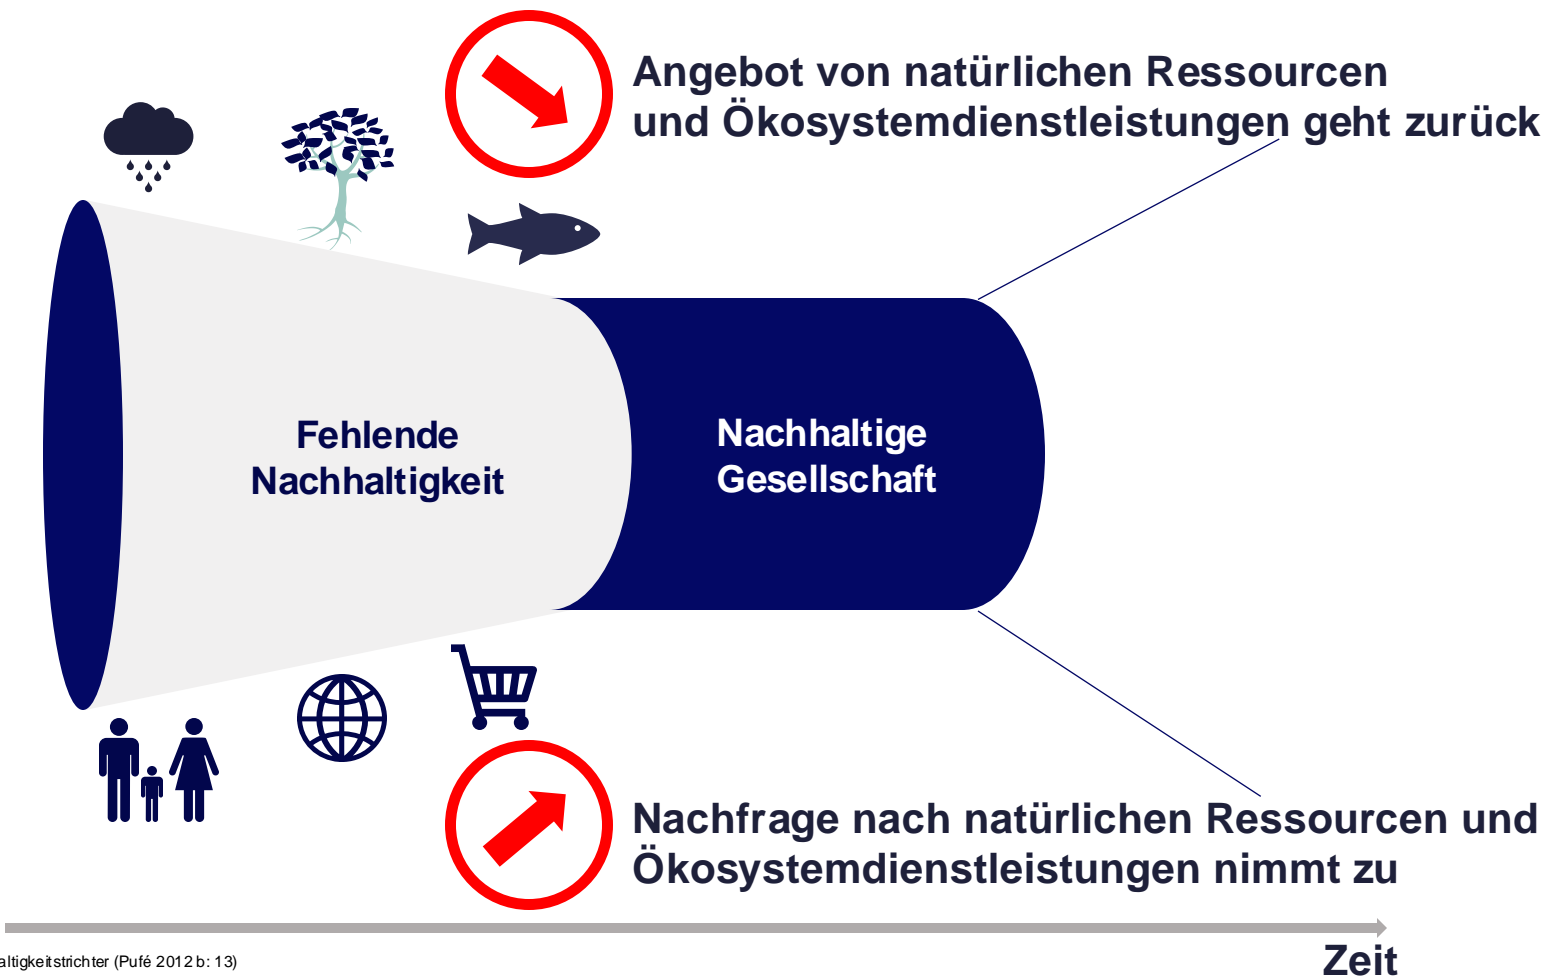 Angebot von natürlichen Ressourcen
und Ökosystemdienstleistungen geht zurück
Fehlende
Nachhaltigkeit
Nachhaltige
Gesellschaft
Nachfrage nach natürlichen Ressourcen und
Ökosystemdienstleistungen nimmt zu
Zeit
altigkeitstrichter (Pufé 2012 b: 13)